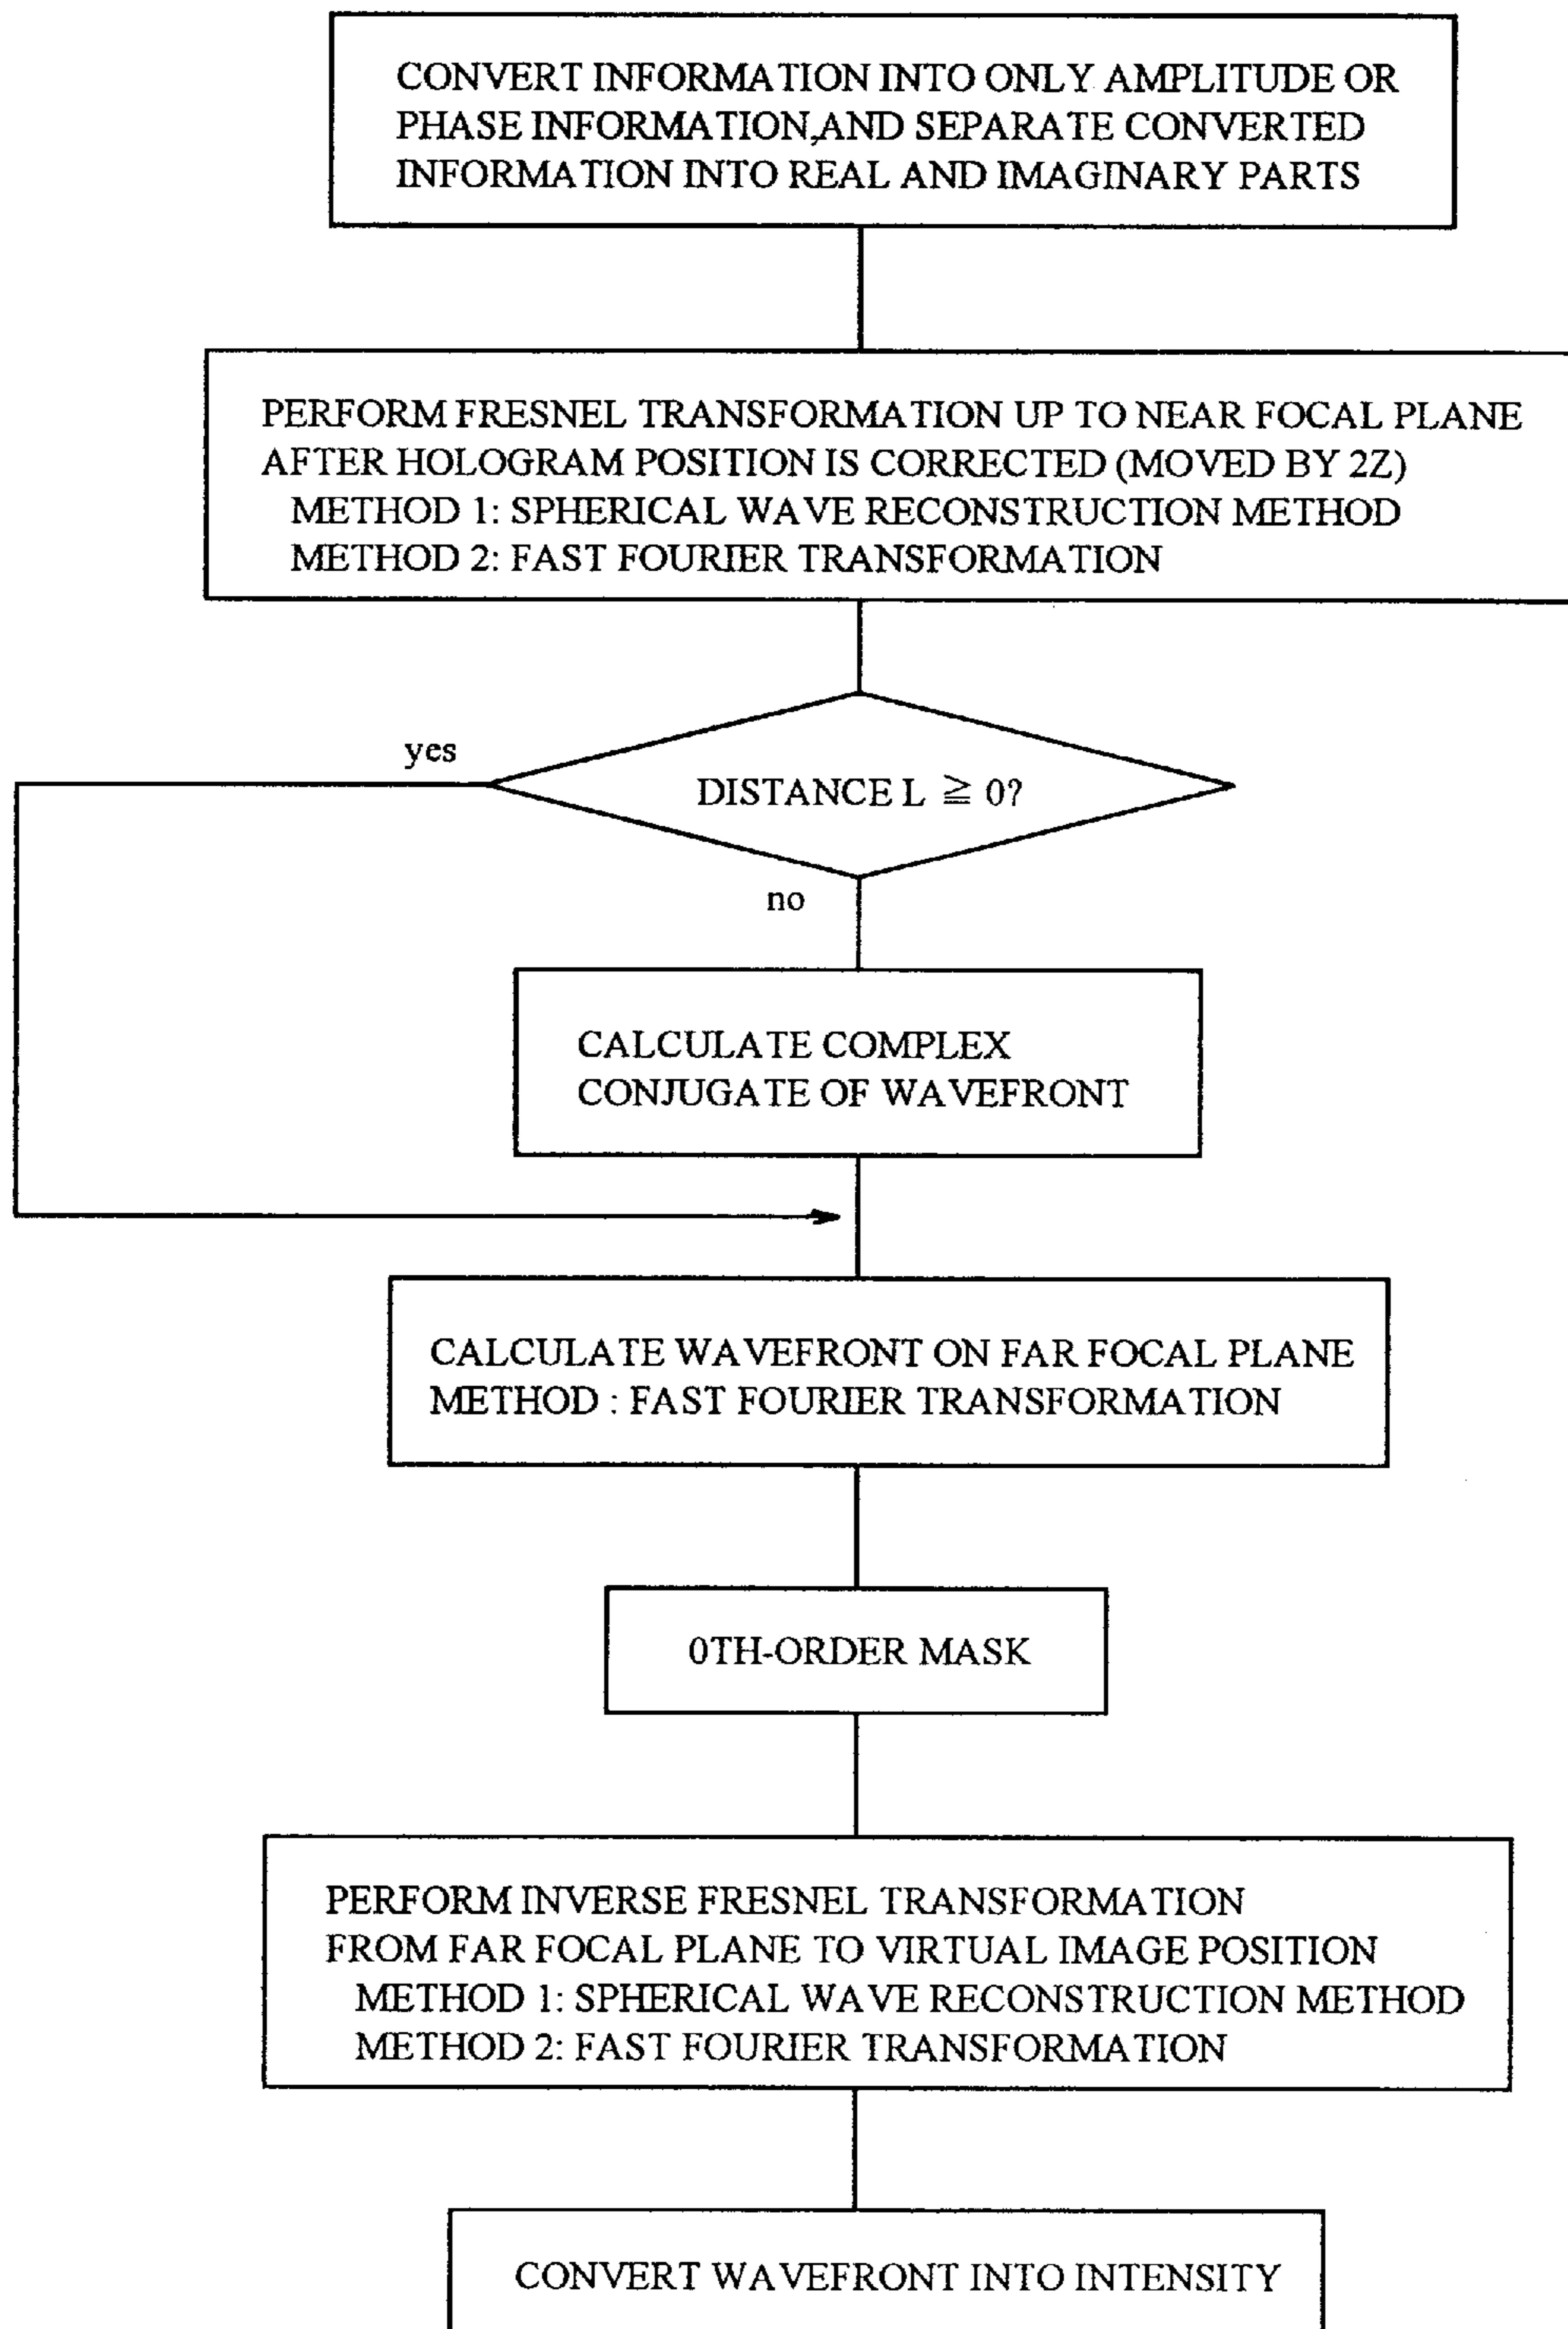 CONVERT INFORMATION INTO ONLY AMPLITUDE OR
PHASE INFORMATION,AND SEPARATE CONVERTED
INFORMATION INTO REAL AND IMAGINARY PARTS
PERFORM FRESNEL TRANSFORMATION UP TO NEAR FOCAL PLANE
AFTER HOLOGRAM POSITION IS CORRECTED (MOVED BY 2Z)
METHOD 1: SPHERICAL WAVE RECONSTRUCTION METHOD
METHOD 2: FAST FOURIER TRANSFORMATION
yes
DISTANCE L ≧ 0?
no
CALCULATE COMPLEX
CONJUGATE OF WAVEFRONT
CALCULATE WAVEFRONT ON FAR FOCAL PLANE
METHOD : FAST FOURIER TRANSFORMATION
0TH-ORDER MASK
PERFORM INVERSE FRESNEL TRANSFORMATION
FROM FAR FOCAL PLANE TO VIRTUAL IMAGE POSITION
METHOD 1: SPHERICAL WAVE RECONSTRUCTION METHOD
METHOD 2: FAST FOURIER TRANSFORMATION
CONVERT WAVEFRONT INTO INTENSITY